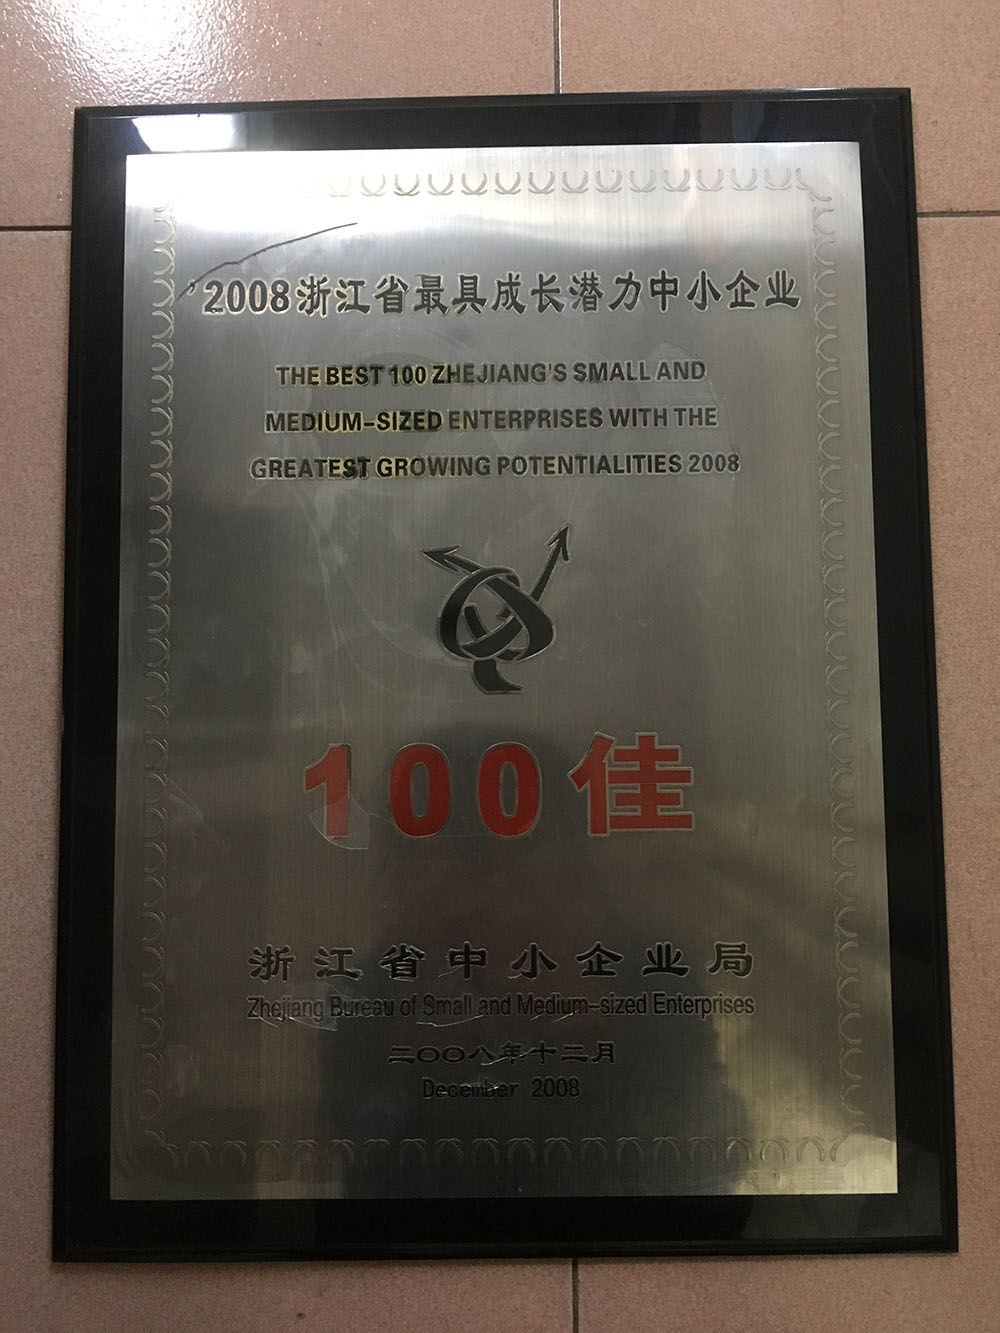 ’2008浙江省最具成长潜力中小企业
THE BEST 100 ZHEJIANG'S SMALL AND
MEDIUM-SIZED ENTERPRISES WITH THE
GREATEST GROWING POTENTIALITIES 2008
100佳
浙江省中小企业局
Zhejiang Bureau of Small and Medium-sized Enterprises
二〇〇八年十二月
December 2008